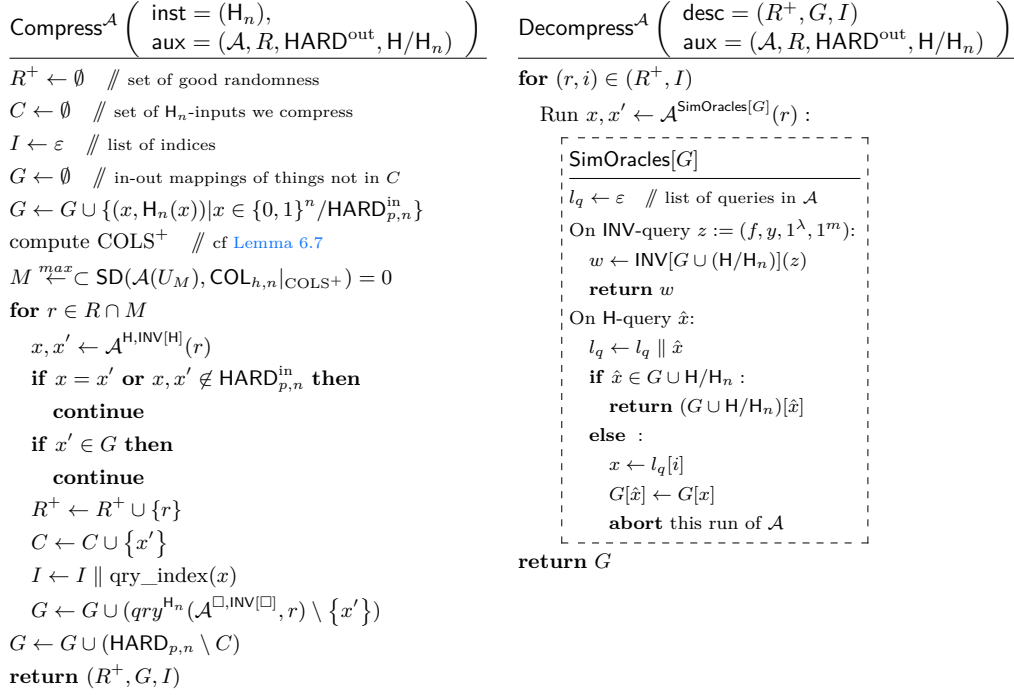 Compress^𝒜 ( inst = (H_n), aux = (𝒜, R, HARD^out, H/H_n) )
R⁺ ← ∅ // set of good randomness
C ← ∅ // set of H_n-inputs we compress
I ← ε // list of indices
G ← ∅ // in-out mappings of things not in C
G ← G ∪ {(x, H_n(x))|x ∈ {0, 1}^n/HARD^in_{p,n}}
compute COLS⁺ // cf Lemma 6.7
M ←^{max} ⊂ SD(𝒜(U_M), COL_{h,n}|_{COLS⁺}) = 0
for r ∈ R ∩ M
x, x′ ← 𝒜^{H,INV[H]}(r)
if x = x′ or x, x′ ∉ HARD^in_{p,n} then
continue
if x′ ∈ G then
continue
R⁺ ← R⁺ ∪ {r}
C ← C ∪ {x′}
I ← I ∥ qry_index(x)
G ← G ∪ (qry^{H_n}(𝒜^{□,INV[□]}, r) \ {x′})
G ← G ∪ (HARD_{p,n} \ C)
return (R⁺, G, I)
Decompress^𝒜 ( desc = (R⁺, G, I) aux = (𝒜, R, HARD^out, H/H_n) )
for (r, i) ∈ (R⁺, I)
Run x, x′ ← 𝒜^{SimOracles[G]}(r) :
SimOracles[G]
l_q ← ε // list of queries in 𝒜
On INV-query z := (f, y, 1^λ, 1^m):
w ← INV[G ∪ (H/H_n)](z)
return w
On H-query x̂:
l_q ← l_q ∥ x̂
if x̂ ∈ G ∪ H/H_n :
return (G ∪ H/H_n)[x̂]
else :
x ← l_q[i]
G[x̂] ← G[x]
abort this run of 𝒜
return G